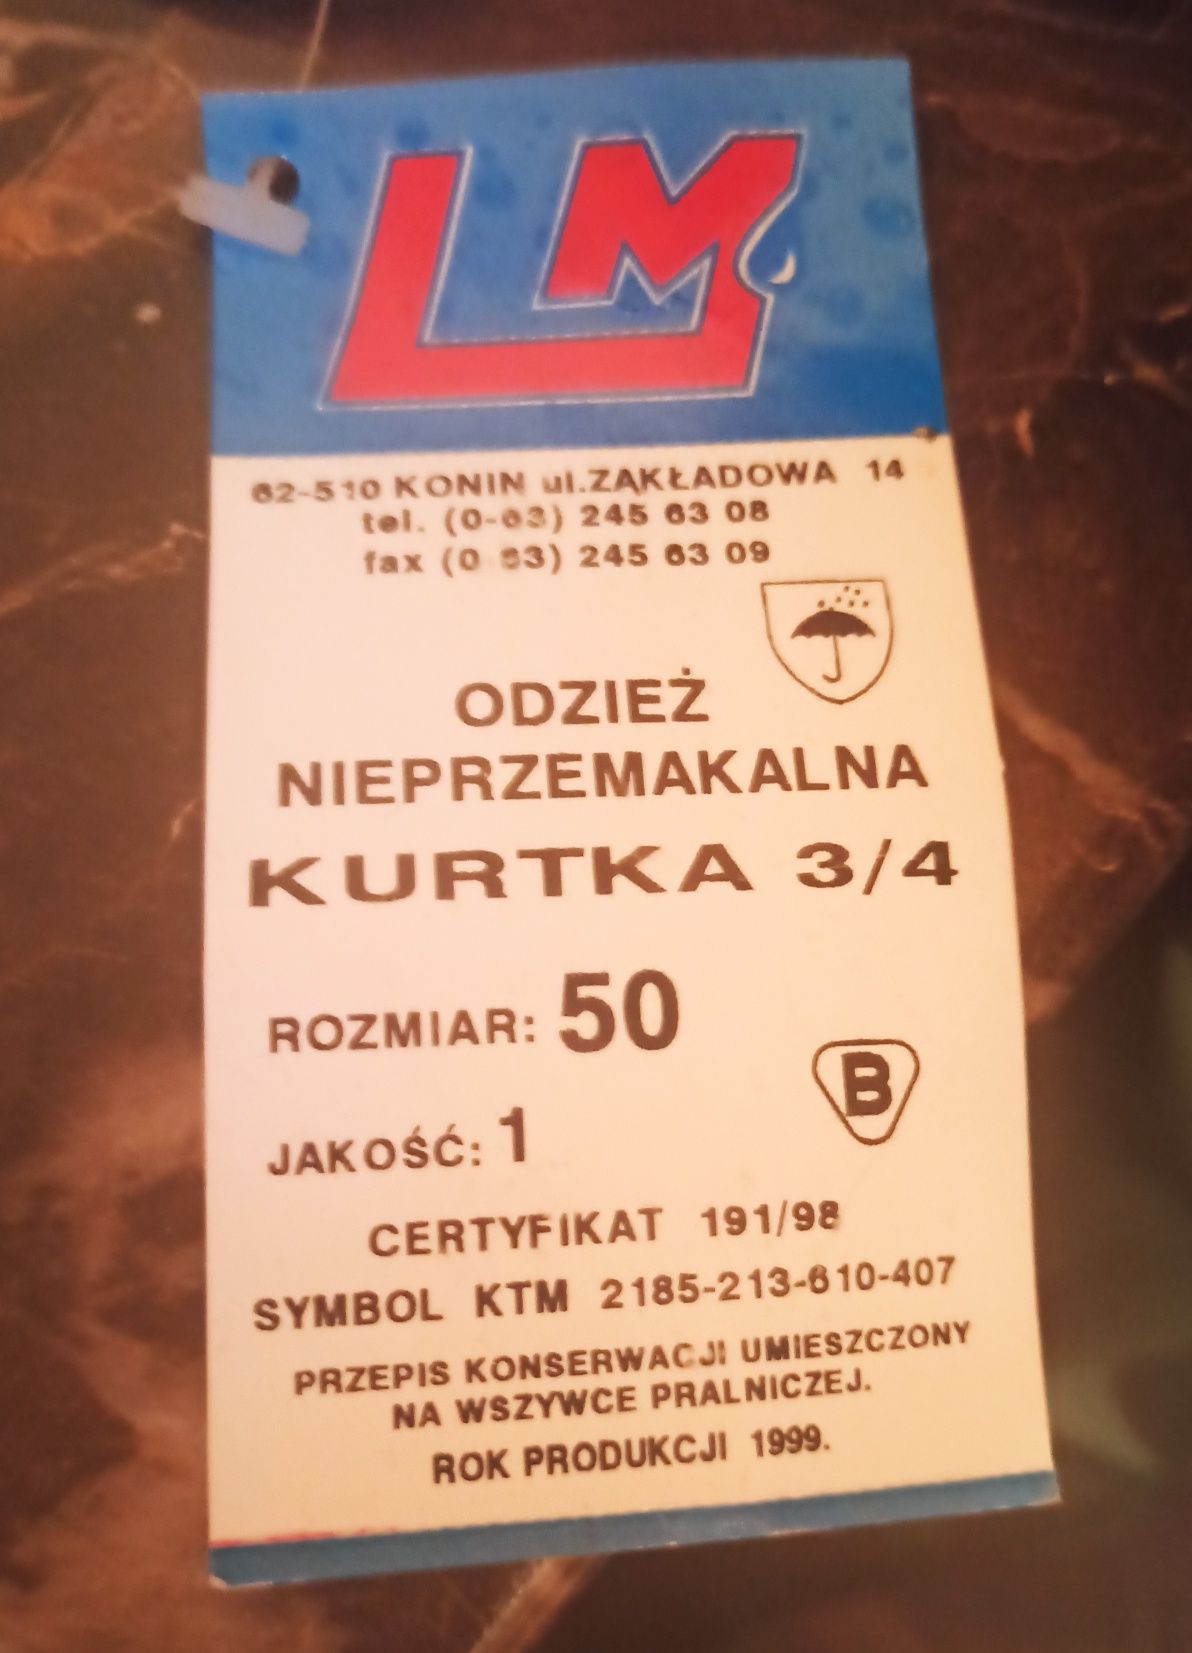 LM
62-510 KONIN ul.ZAKŁADOWA 14
tel. (0-63) 245 63 08
fax (0 63) 245 63 09
ODZIEŻ
NIEPRZEMAKALNA
KURTKA 3/4
ROZMIAR: 50
B
JAKOŚĆ: 1
CERTYFIKAT 191/98
SYMBOL KTM 2185-213-610-407
PRZEPIS KONSERWACJI UMIESZCZONY
NA WSZYWCE PRALNICZEJ.
ROK PRODUKCJI 1999.